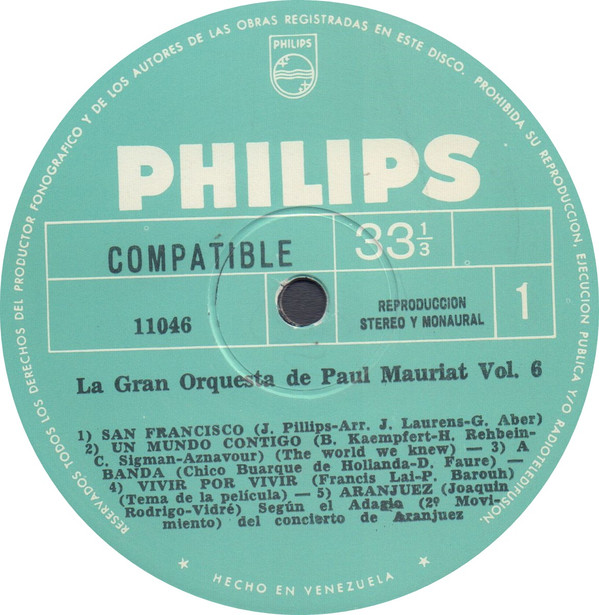 RESERVADOS TODOS LOS DERECHOS DEL PRODUCTOR FONOGRAFICO Y DE LOS AUTORES DE LAS OBRAS REGISTRADAS EN ESTE DISCO. PROHIBIDA SU REPRODUCCION, EJECUCION PUBLICA Y/O RADIOTELEDIFUSION.
PHILIPS
PHILIPS
COMPATIBLE
33 1/3
11046
REPRODUCCION
STEREO Y MONAURAL
1
La Gran Orquesta de Paul Mauriat Vol. 6
1) SAN FRANCISCO (J. Pillips-Arr. J. Laurens-G. Aber)
2) UN MUNDO CONTIGO (B. Kaempfert-H. Rehbein-
C. Sigman-Aznavour) (The world we knew) — 3) A
BANDA (Chico Buarque de Hollanda-D. Faure) —
4) VIVIR POR VIVIR (Francis Lai-P. Barouh)
(Tema de la película) — 5) ARANJUEZ (Joaquin
Rodrigo-Vidré) Según el Adagio (2º Movi-
miento) del concierto de Aranjuez
★ HECHO EN VENEZUELA ★